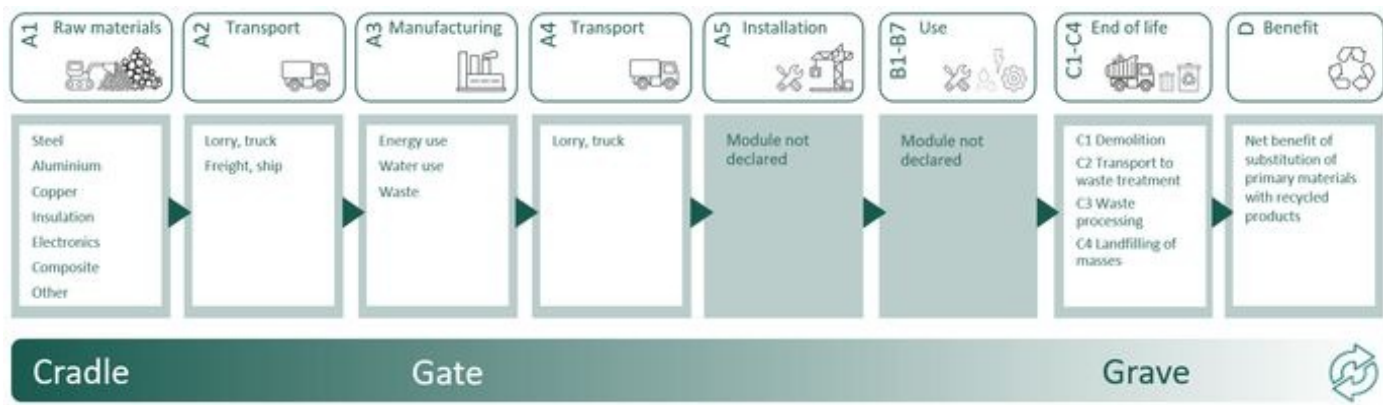 A1 Raw materials
A2 Transport
A3 Manufacturing
A4 Transport
A5 Installation
B1-B7 Use
C1-C4 End of life
D Benefit
Steel
Aluminium
Copper
Insulation
Electronics
Composite
Other
Lorry, truck
Freight, ship
Energy use
Water use
Waste
Lorry, truck
Module not
declared
Module not
declared
C1 Demolition
C2 Transport to
waste treatment
C3 Waste
processing
C4 Landfilling of
masses
Net benefit of
substitution of
primary materials
with recycled
products
Cradle
Gate
Grave